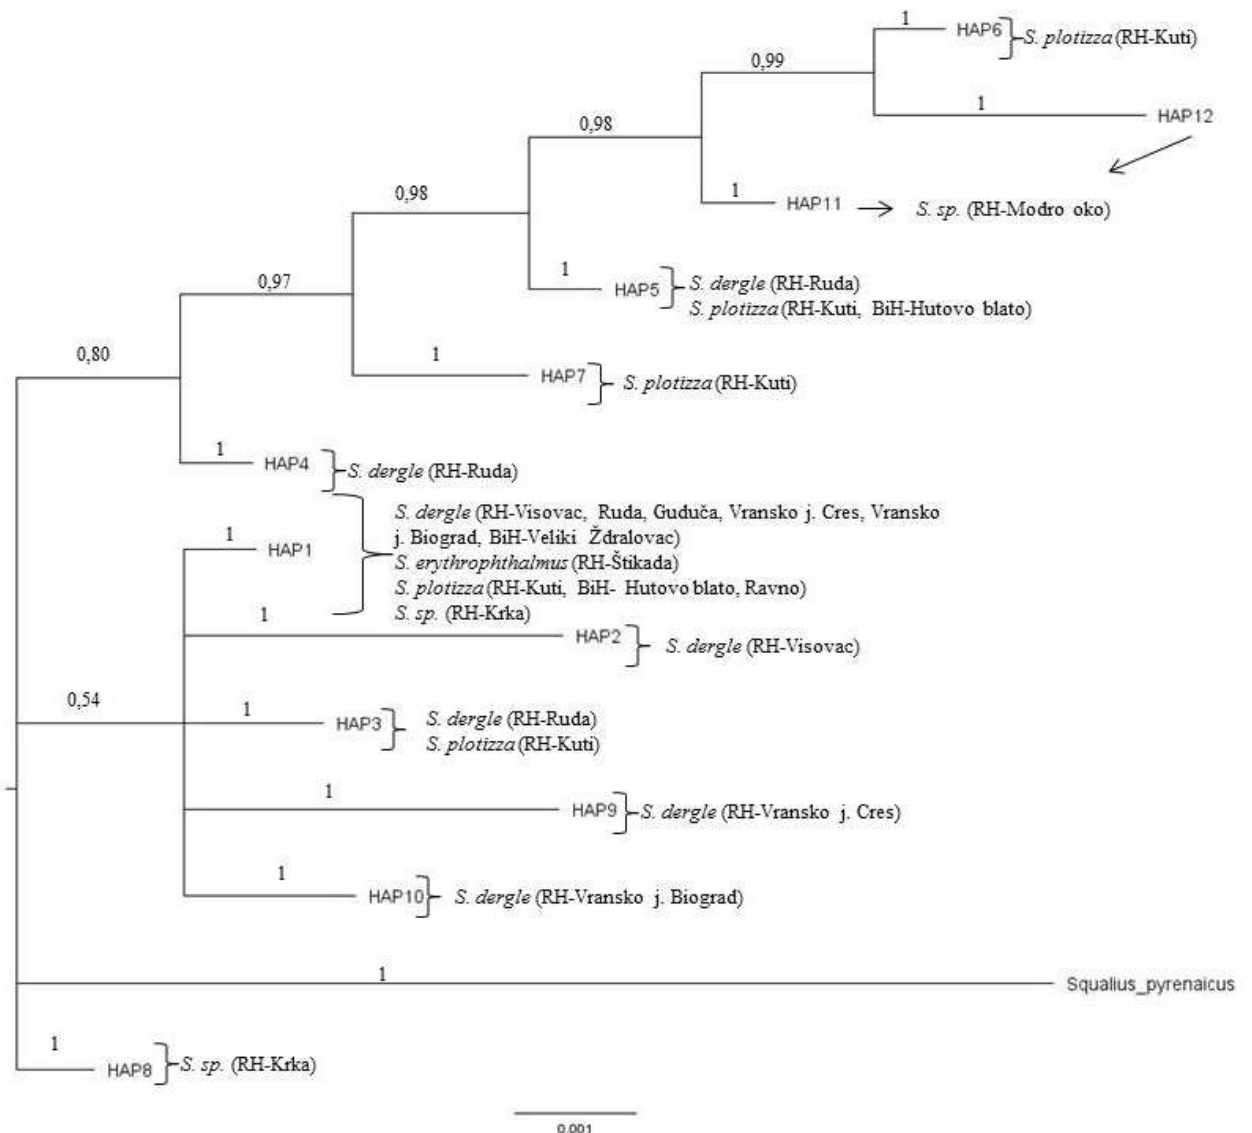 1
HAP6
S. plotizza (RH-Kuti)
0,99
1
HAP12
0,98
1
HAP11
S. sp. (RH-Modro oko)
0,98
1
HAP5
S. dergle (RH-Ruda)
S. plotizza (RH-Kuti, BiH-Hutovo blato)
0,97
1
HAP7
S. plotizza (RH-Kuti)
0,80
1
HAP4
S. dergle (RH-Ruda)
1
HAP1
S. dergle (RH-Visovac, Ruda, Guduča, Vransko j. Cres, Vransko
j. Biograd, BiH-Veliki Ždralovac)
S. erythrophthalmus (RH-Štikada)
S. plotizza (RH-Kuti, BiH- Hutovo blato, Ravno)
S. sp. (RH-Krka)
1
HAP2
S. dergle (RH-Visovac)
0,54
1
HAP3
S. dergle (RH-Ruda)
S. plotizza (RH-Kuti)
1
HAP9
S. dergle (RH-Vransko j. Cres)
1
HAP10
S. dergle (RH-Vransko j. Biograd)
1
Squalius_pyrenaicus
1
HAP8
S. sp. (RH-Krka)
0.001